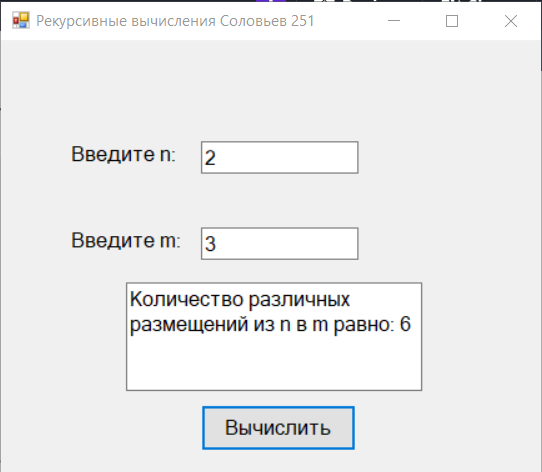 Рекурсивные вычисления Соловьев 251
Введите n: 2
Введите m: 3
Количество различных
размещений из n в m равно: 6
Вычислить